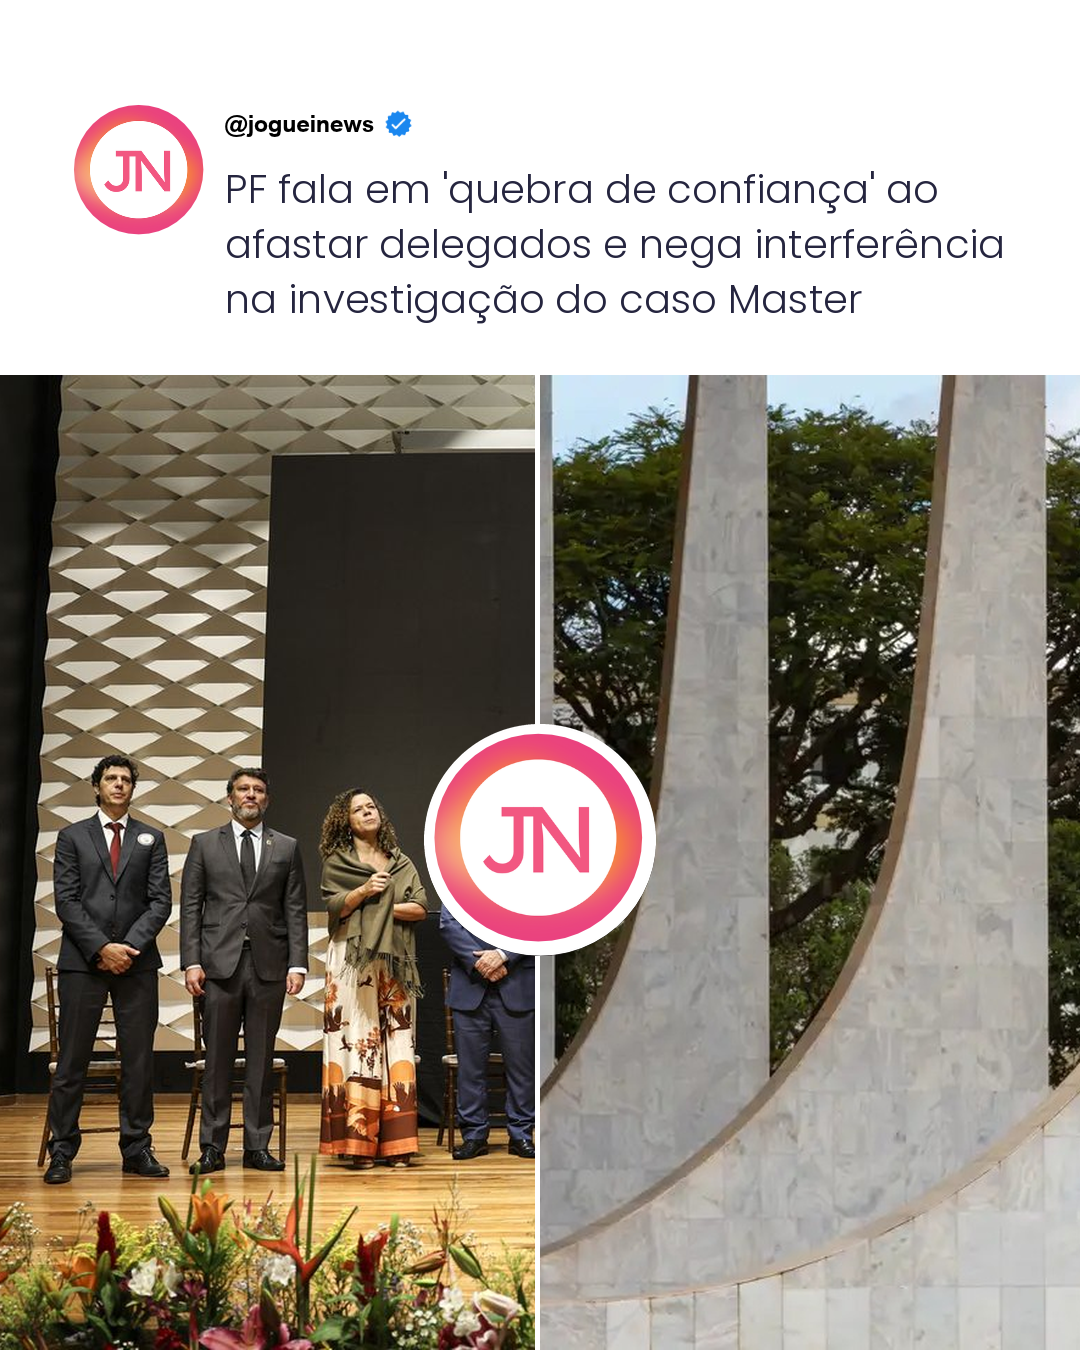 @jogueinews
JN
PF fala em 'quebra de confiança' ao
afastar delegados e nega interferência
na investigação do caso Master
JN